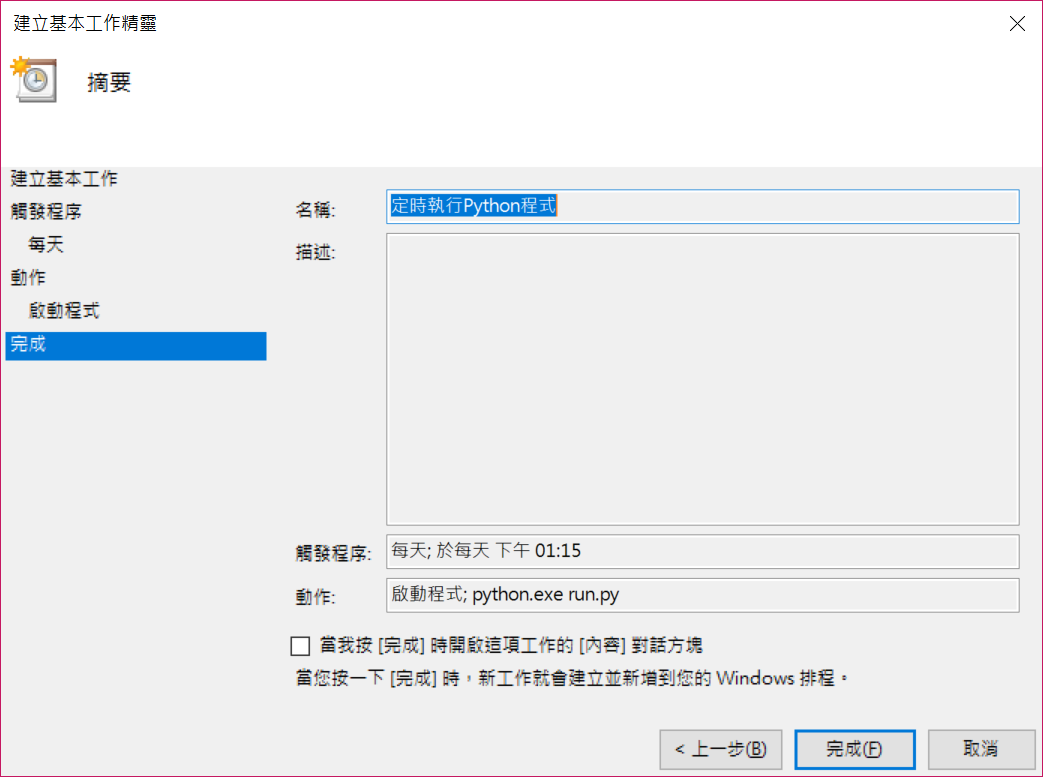 建立基本工作精靈
摘要
建立基本工作
觸發程序
每天
動作
啟動程式
完成
名稱: 定時執行Python程式
描述:
觸發程序: 每天; 於每天 下午 01:15
動作: 啟動程式; python.exe run.py
當我按 [完成] 時開啟這項工作的 [內容] 對話方塊
當您按一下 [完成] 時，新工作就會建立並新增到您的 Windows 排程。
< 上一步(B) 完成(F) 取消